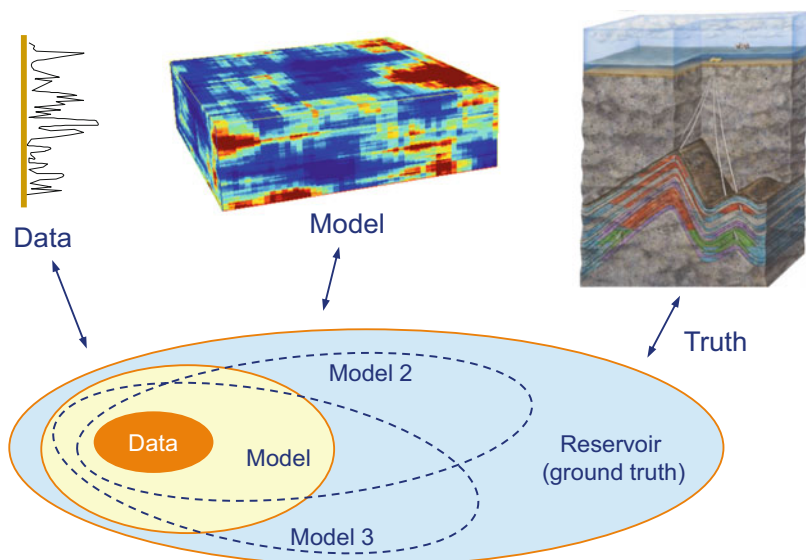 Data
Model
Truth
Model 2
Data
Model
Reservoir
(ground truth)
Model 3